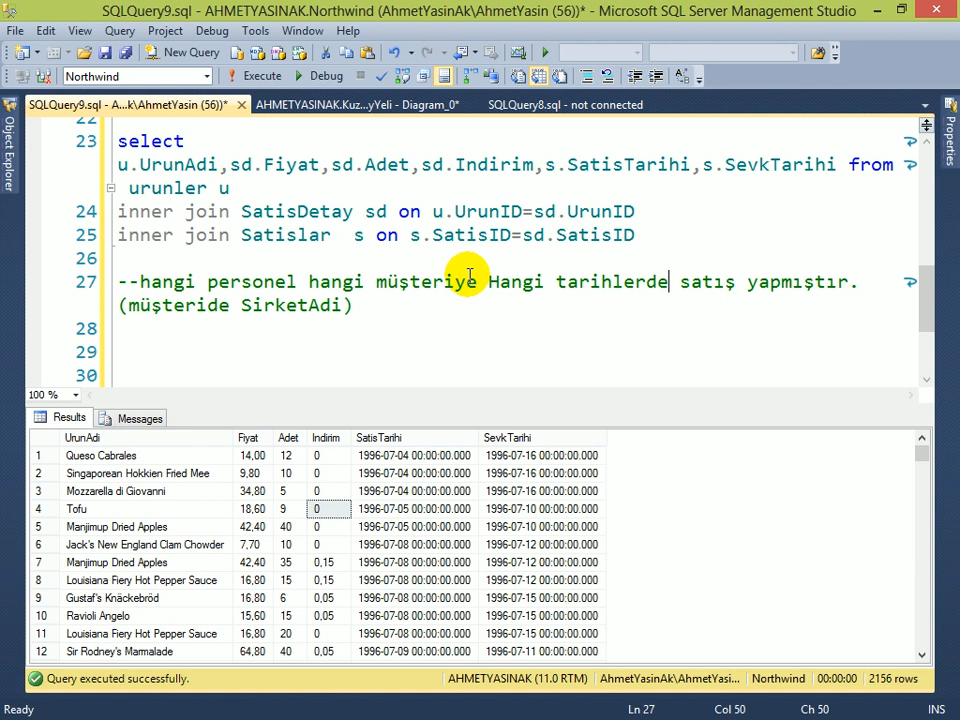 SQLQuery9.sql - AHMETYASINAK.Northwind (AhmetYasinAk\AhmetYasin (56))* - Microsoft SQL Server Management Studio
File Edit View Query Project Debug Tools Window Help
New Query
Northwind Execute Debug
SQLQuery9.sql - A...k\AhmetYasin (56))* AHMETYASINAK.Kuz...yYeli - Diagram_0* SQLQuery8.sql - not connected
Object Explorer
Properties
22
23 select
u.UrunAdi,sd.Fiyat,sd.Adet,sd.Indirim,s.SatisTarihi,s.SevkTarihi from
urunler u
24 inner join SatisDetay sd on u.UrunID=sd.UrunID
25 inner join Satislar s on s.SatisID=sd.SatisID
26
27 --hangi personel hangi müşteriye Hangi tarihlerde satış yapmıştır.
(müşteride SirketAdi)
28
29
30
100 %
Results Messages
UrunAdi Fiyat Adet Indirim SatisTarihi SevkTarihi
1 Queso Cabrales 14,00 12 0 1996-07-04 00:00:00.000 1996-07-16 00:00:00.000
2 Singaporean Hokkien Fried Mee 9,80 10 0 1996-07-04 00:00:00.000 1996-07-16 00:00:00.000
3 Mozzarella di Giovanni 34,80 5 0 1996-07-04 00:00:00.000 1996-07-16 00:00:00.000
4 Tofu 18,60 9 0 1996-07-05 00:00:00.000 1996-07-10 00:00:00.000
5 Manjimup Dried Apples 42,40 40 0 1996-07-05 00:00:00.000 1996-07-10 00:00:00.000
6 Jack's New England Clam Chowder 7,70 10 0 1996-07-08 00:00:00.000 1996-07-12 00:00:00.000
7 Manjimup Dried Apples 42,40 35 0,15 1996-07-08 00:00:00.000 1996-07-12 00:00:00.000
8 Louisiana Fiery Hot Pepper Sauce 16,80 15 0,15 1996-07-08 00:00:00.000 1996-07-12 00:00:00.000
9 Gustaf's Knäckebröd 16,80 6 0,05 1996-07-08 00:00:00.000 1996-07-15 00:00:00.000
10 Ravioli Angelo 15,60 15 0,05 1996-07-08 00:00:00.000 1996-07-15 00:00:00.000
11 Louisiana Fiery Hot Pepper Sauce 16,80 20 0 1996-07-08 00:00:00.000 1996-07-15 00:00:00.000
12 Sir Rodney's Marmalade 64,80 40 0,05 1996-07-09 00:00:00.000 1996-07-11 00:00:00.000
Query executed successfully. AHMETYASINAK (11.0 RTM) AhmetYasinAk\AhmetYasi... Northwind 00:00:00 2156 rows
Ready Ln 27 Col 50 Ch 50 INS